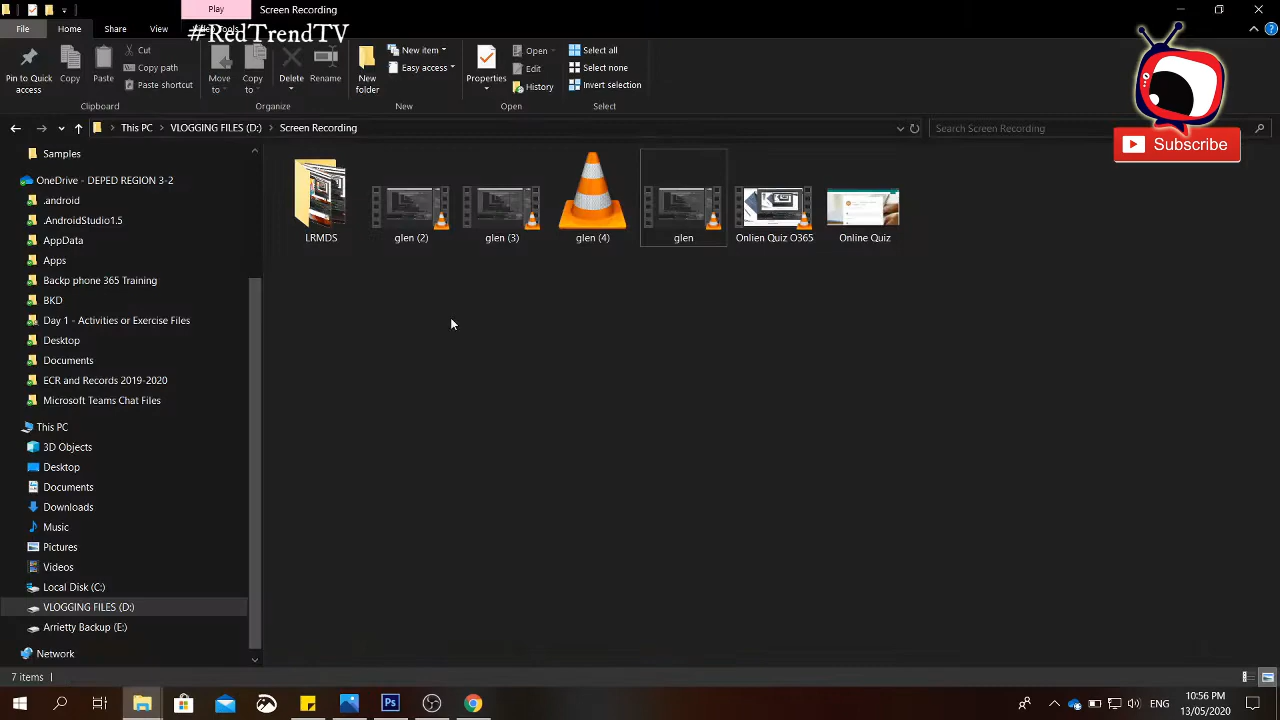 Play
Screen Recording
File
Home
Share
View
#RedTrendTV
Pin to Quick access
Copy
Paste
Cut
Copy path
Paste shortcut
Clipboard
Move to
Copy to
Delete
Rename
Organize
New folder
New item
Easy access
New
Properties
Open
Edit
History
Open
Select all
Select none
Invert selection
Select
Subscribe
This PC > VLOGGING FILES (D:) > Screen Recording
Search Screen Recording
Samples
OneDrive - DEPED REGION 3-2
.android
.AndroidStudio1.5
AppData
Apps
Backp phone 365 Training
BKD
Day 1 - Activities or Exercise Files
Desktop
Documents
ECR and Records 2019-2020
Microsoft Teams Chat Files
This PC
3D Objects
Desktop
Documents
Downloads
Music
Pictures
Videos
Local Disk (C:)
VLOGGING FILES (D:)
Arrietty Backup (E:)
Network
LRMDS
glen (2)
glen (3)
glen (4)
glen
Onlien Quiz O365
Online Quiz
7 items
Ps
ENG
10:56 PM
13/05/2020